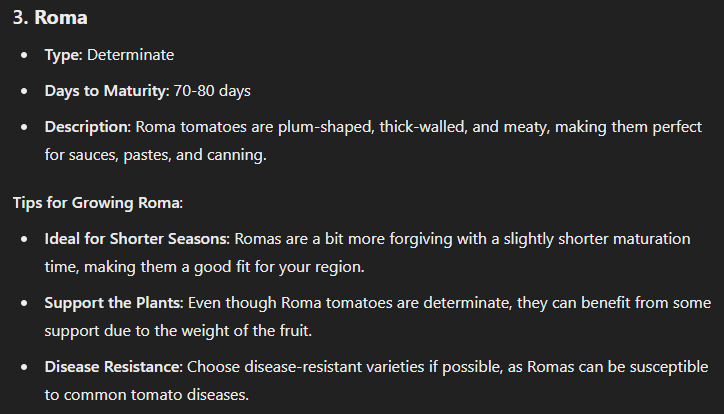 3. Roma
• Type: Determinate
• Days to Maturity: 70-80 days
• Description: Roma tomatoes are plum-shaped, thick-walled, and meaty, making them perfect
for sauces, pastes, and canning.
Tips for Growing Roma:
• Ideal for Shorter Seasons: Romas are a bit more forgiving with a slightly shorter maturation
time, making them a good fit for your region.
• Support the Plants: Even though Roma tomatoes are determinate, they can benefit from some
support due to the weight of the fruit.
• Disease Resistance: Choose disease-resistant varieties if possible, as Romas can be susceptible
to common tomato diseases.